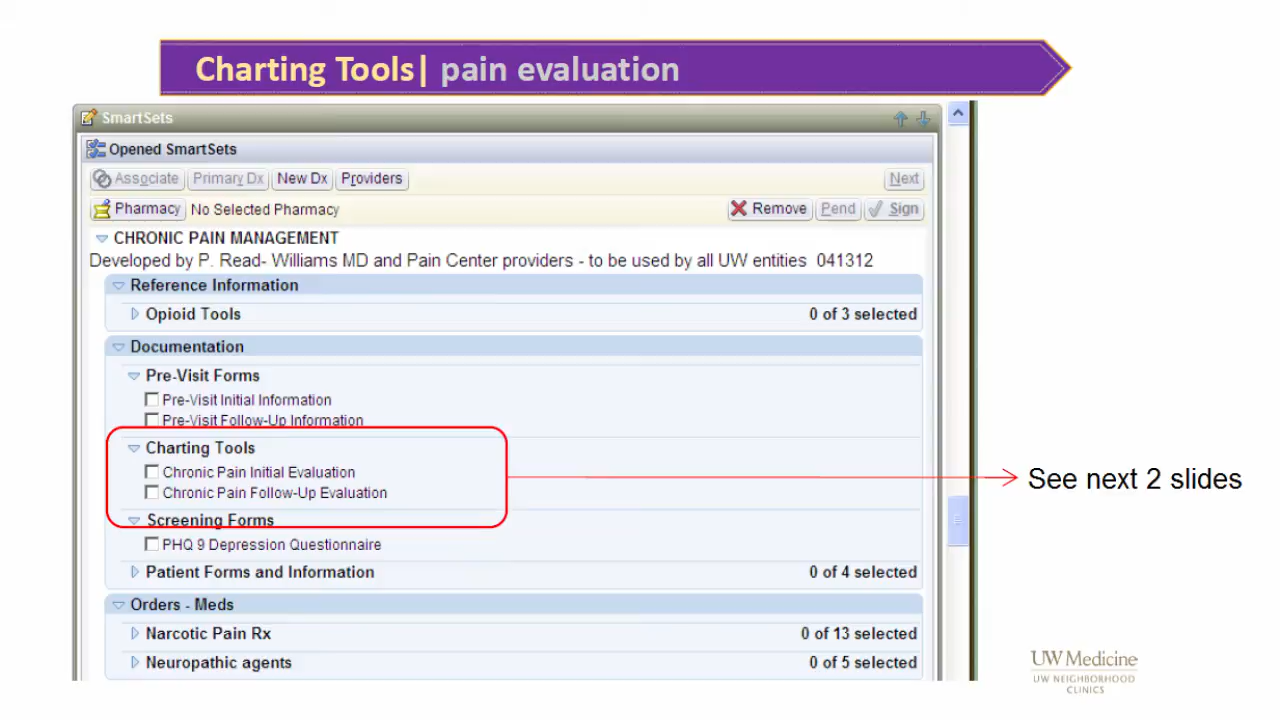 Charting Tools| pain evaluation
SmartSets
Opened SmartSets
Associate Primary Dx New Dx Providers Next
Pharmacy No Selected Pharmacy Remove Pend Sign
CHRONIC PAIN MANAGEMENT
Developed by P. Read- Williams MD and Pain Center providers - to be used by all UW entities 041312
Reference Information
Opioid Tools 0 of 3 selected
Documentation
Pre-Visit Forms
Pre-Visit Initial Information
Pre-Visit Follow-Up Information
Charting Tools
Chronic Pain Initial Evaluation
Chronic Pain Follow-Up Evaluation
See next 2 slides
Screening Forms
PHQ 9 Depression Questionnaire
Patient Forms and Information 0 of 4 selected
Orders - Meds
Narcotic Pain Rx 0 of 13 selected
Neuropathic agents 0 of 5 selected
UW Medicine
UW NEIGHBORHOOD
CLINICS